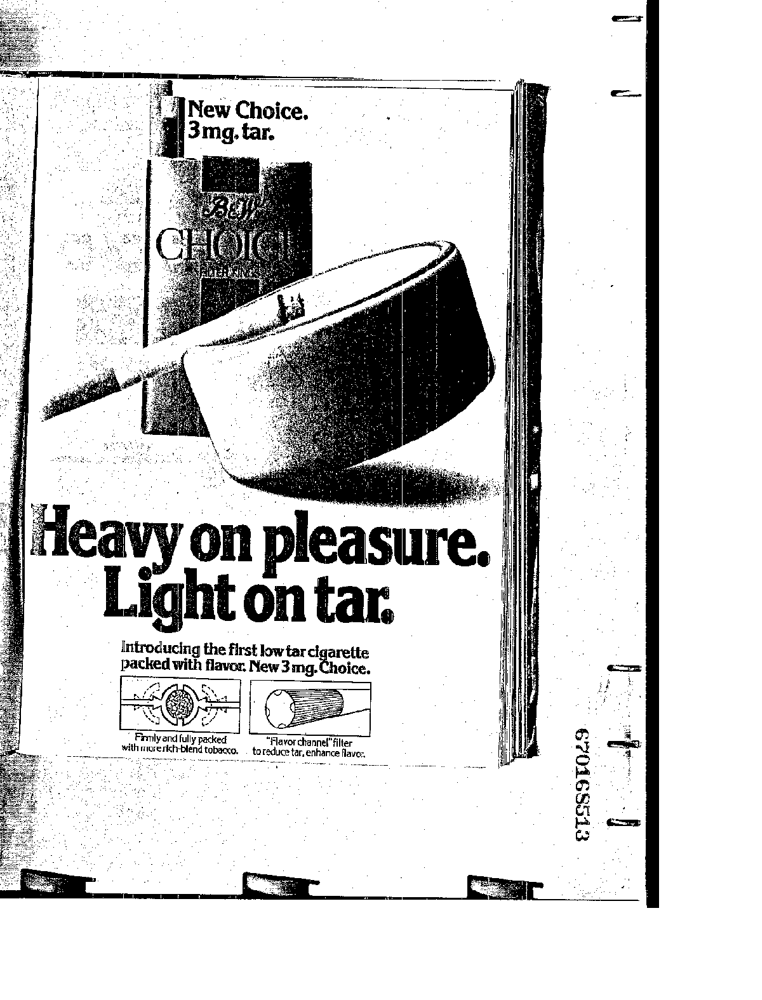 New Choice.
3 mg. tar.
B&W
CHOICE
FILTER KINGS
Heavy on pleasure.
Light on tar.
Introducing the first low tar cigarette
packed with flavor. New 3 mg. Choice.
Firmly and fully packed
with more rich-blend tobacco.
"Flavor channel" filter
to reduce tar, enhance flavor.
670168513